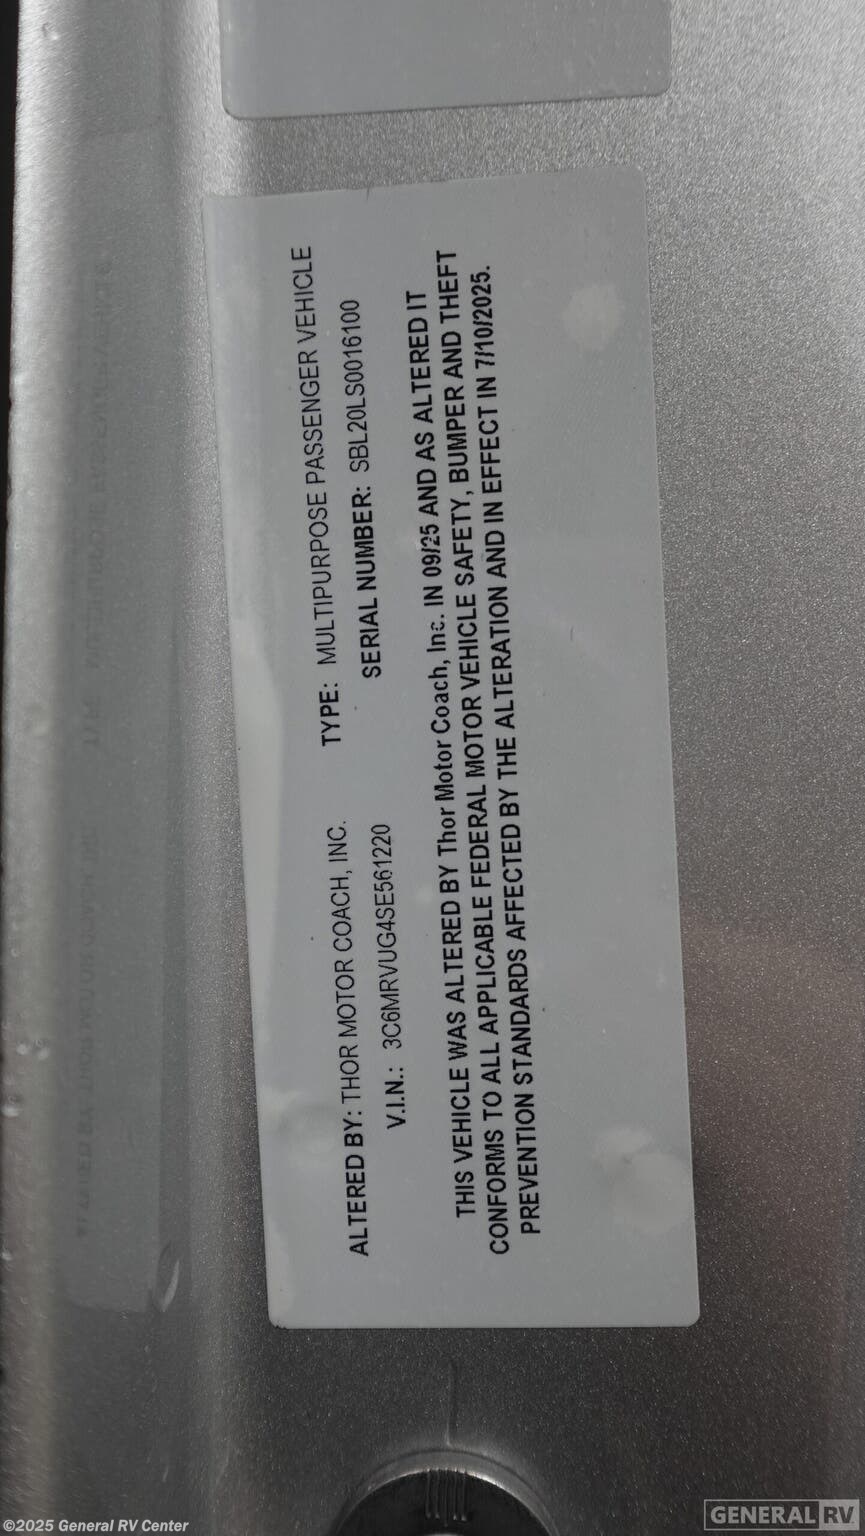 ALTERED BY: THOR MOTOR COACH, INC. TYPE: MULTIPURPOSE PASSENGER VEHICLE
V.I.N.: 3C6MRVUG4SE561220 SERIAL NUMBER: SBL20LS0016100
THIS VEHICLE WAS ALTERED BY Thor Motor Coach, Inc. IN 09/25 AND AS ALTERED IT
CONFORMS TO ALL APPLICABLE FEDERAL MOTOR VEHICLE SAFETY, BUMPER AND THEFT
PREVENTION STANDARDS AFFECTED BY THE ALTERATION AND IN EFFECT IN 7/10/2025.
©2025 General RV Center
GENERAL RV